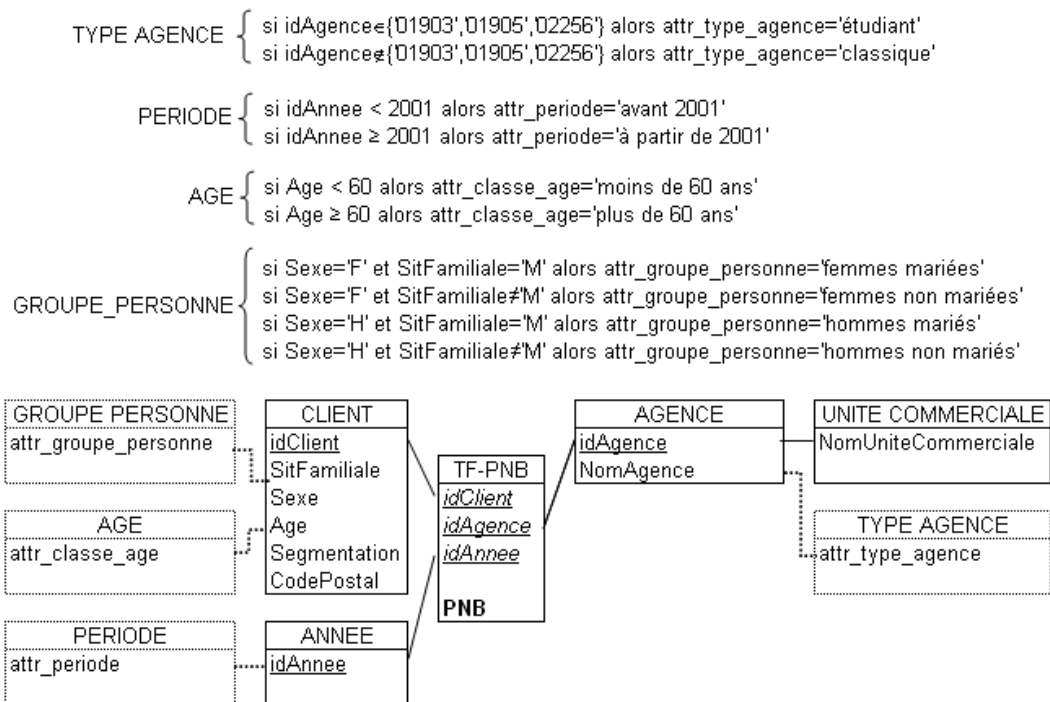 TYPE AGENCE
si idAgence∈{'01903','01905','02256'} alors attr_type_agence='étudiant'
si idAgence∉{'01903','01905','02256'} alors attr_type_agence='classique'
PERIODE
si idAnnee < 2001 alors attr_periode='avant 2001'
si idAnnee ≥ 2001 alors attr_periode='à partir de 2001'
AGE
si Age < 60 alors attr_classe_age='moins de 60 ans'
si Age ≥ 60 alors attr_classe_age='plus de 60 ans'
GROUPE_PERSONNE
si Sexe='F' et SitFamiliale='M' alors attr_groupe_personne='femmes mariées'
si Sexe='F' et SitFamiliale≠'M' alors attr_groupe_personne='femmes non mariées'
si Sexe='H' et SitFamiliale='M' alors attr_groupe_personne='hommes mariés'
si Sexe='H' et SitFamiliale≠'M' alors attr_groupe_personne='hommes non mariés'
GROUPE PERSONNE
attr_groupe_personne
AGE
attr_classe_age
PERIODE
attr_periode
CLIENT
idClient
SitFamiliale
Sexe
Age
Segmentation
CodePostal
ANNEE
idAnnee
TF-PNB
idClient
idAgence
idAnnee
PNB
AGENCE
idAgence
NomAgence
UNITE COMMERCIALE
NomUniteCommerciale
TYPE AGENCE
attr_type_agence